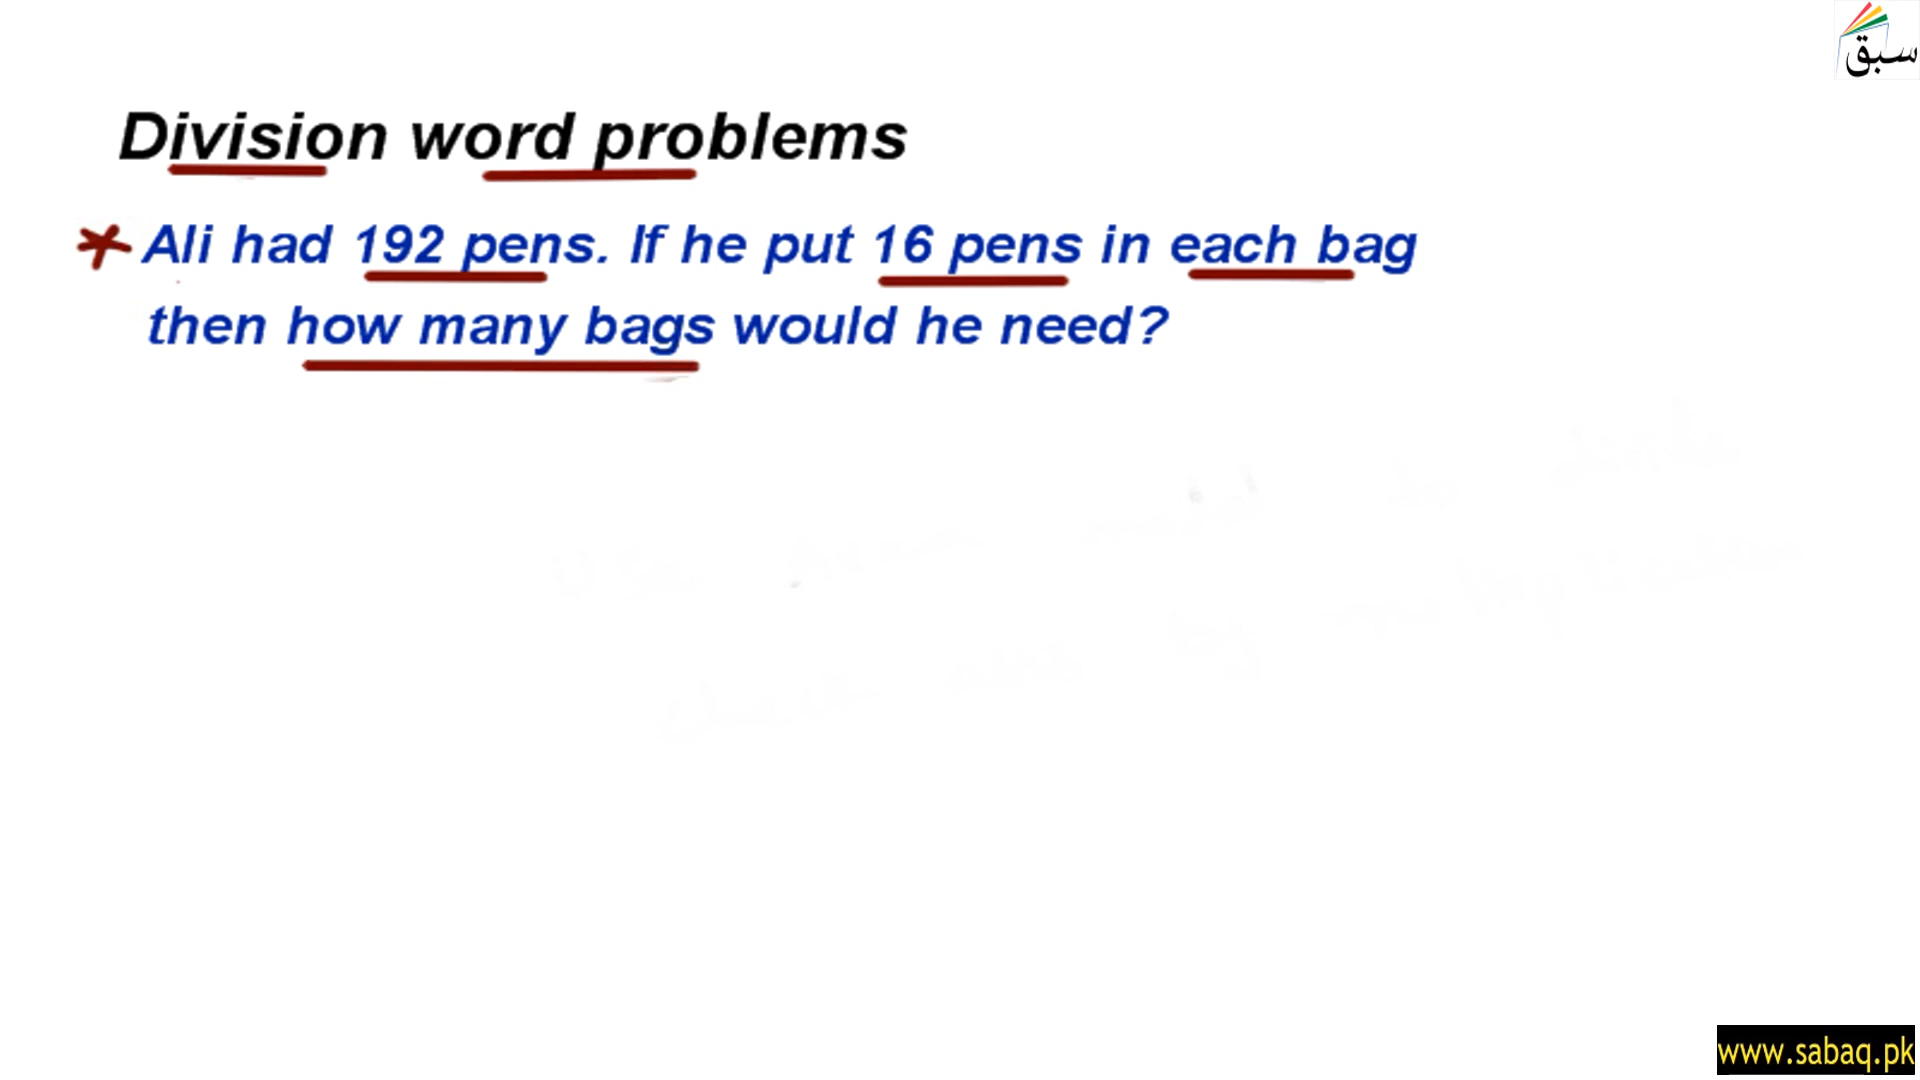 سبق
Division word problems
* Ali had 192 pens. If he put 16 pens in each bag
then how many bags would he need?
www.sabaq.pk